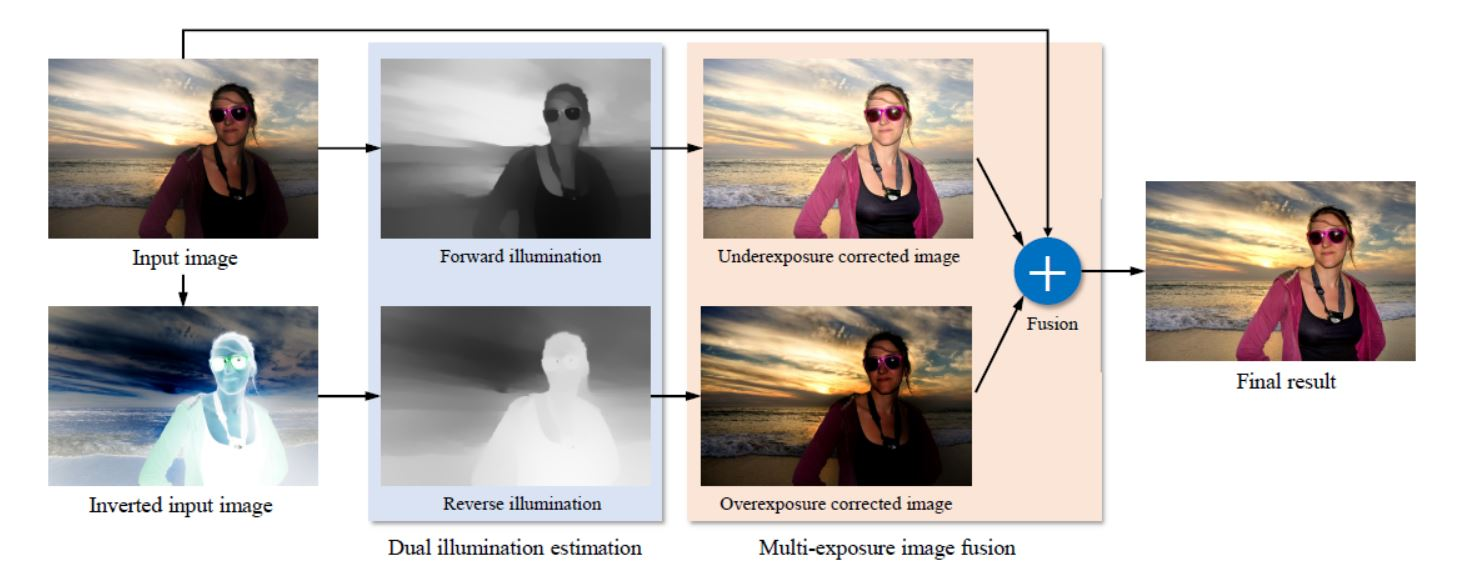 Input image
Forward illumination
Underexposure corrected image
Fusion
Final result
Inverted input image
Reverse illumination
Overexposure corrected image
Dual illumination estimation
Multi-exposure image fusion